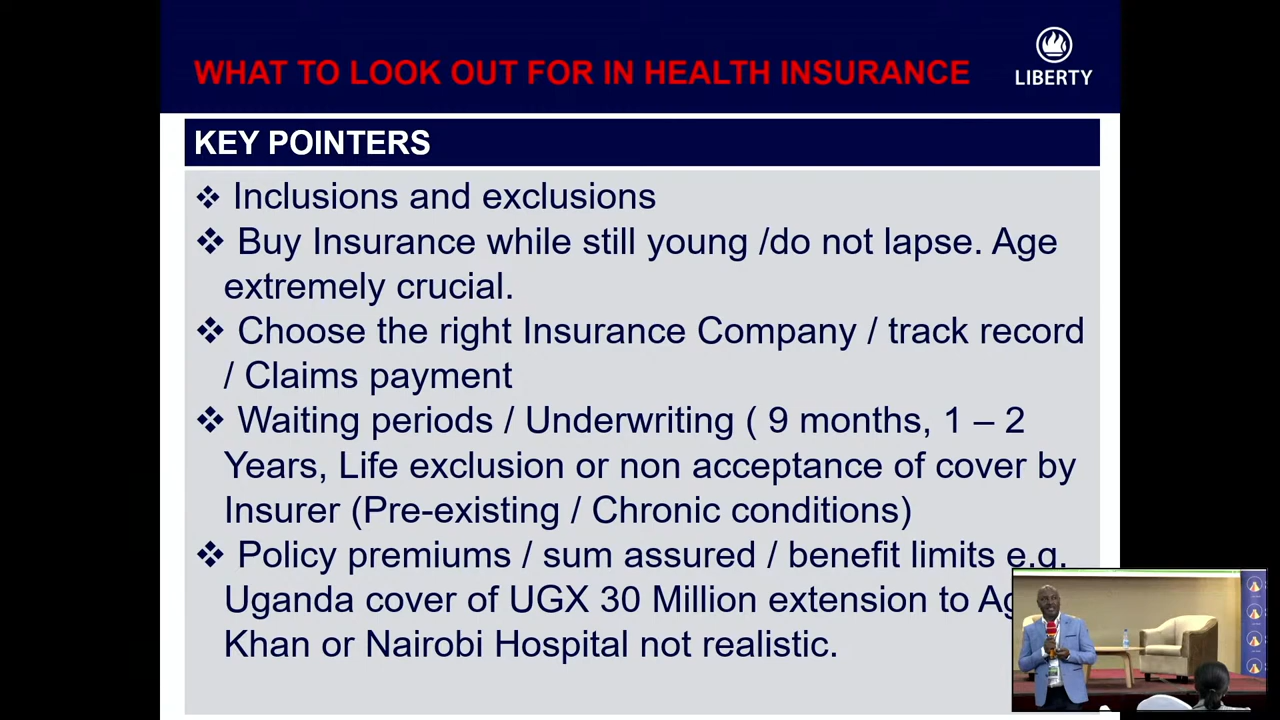 WHAT TO LOOK OUT FOR IN HEALTH INSURANCE
LIBERTY
KEY POINTERS
❖ Inclusions and exclusions
❖ Buy Insurance while still young /do not lapse. Age
extremely crucial.
❖ Choose the right Insurance Company / track record
/ Claims payment
❖ Waiting periods / Underwriting ( 9 months, 1 – 2
Years, Life exclusion or non acceptance of cover by
Insurer (Pre-existing / Chronic conditions)
❖ Policy premiums / sum assured / benefit limits e.g.
Uganda cover of UGX 30 Million extension to
Khan or Nairobi Hospital not realistic.